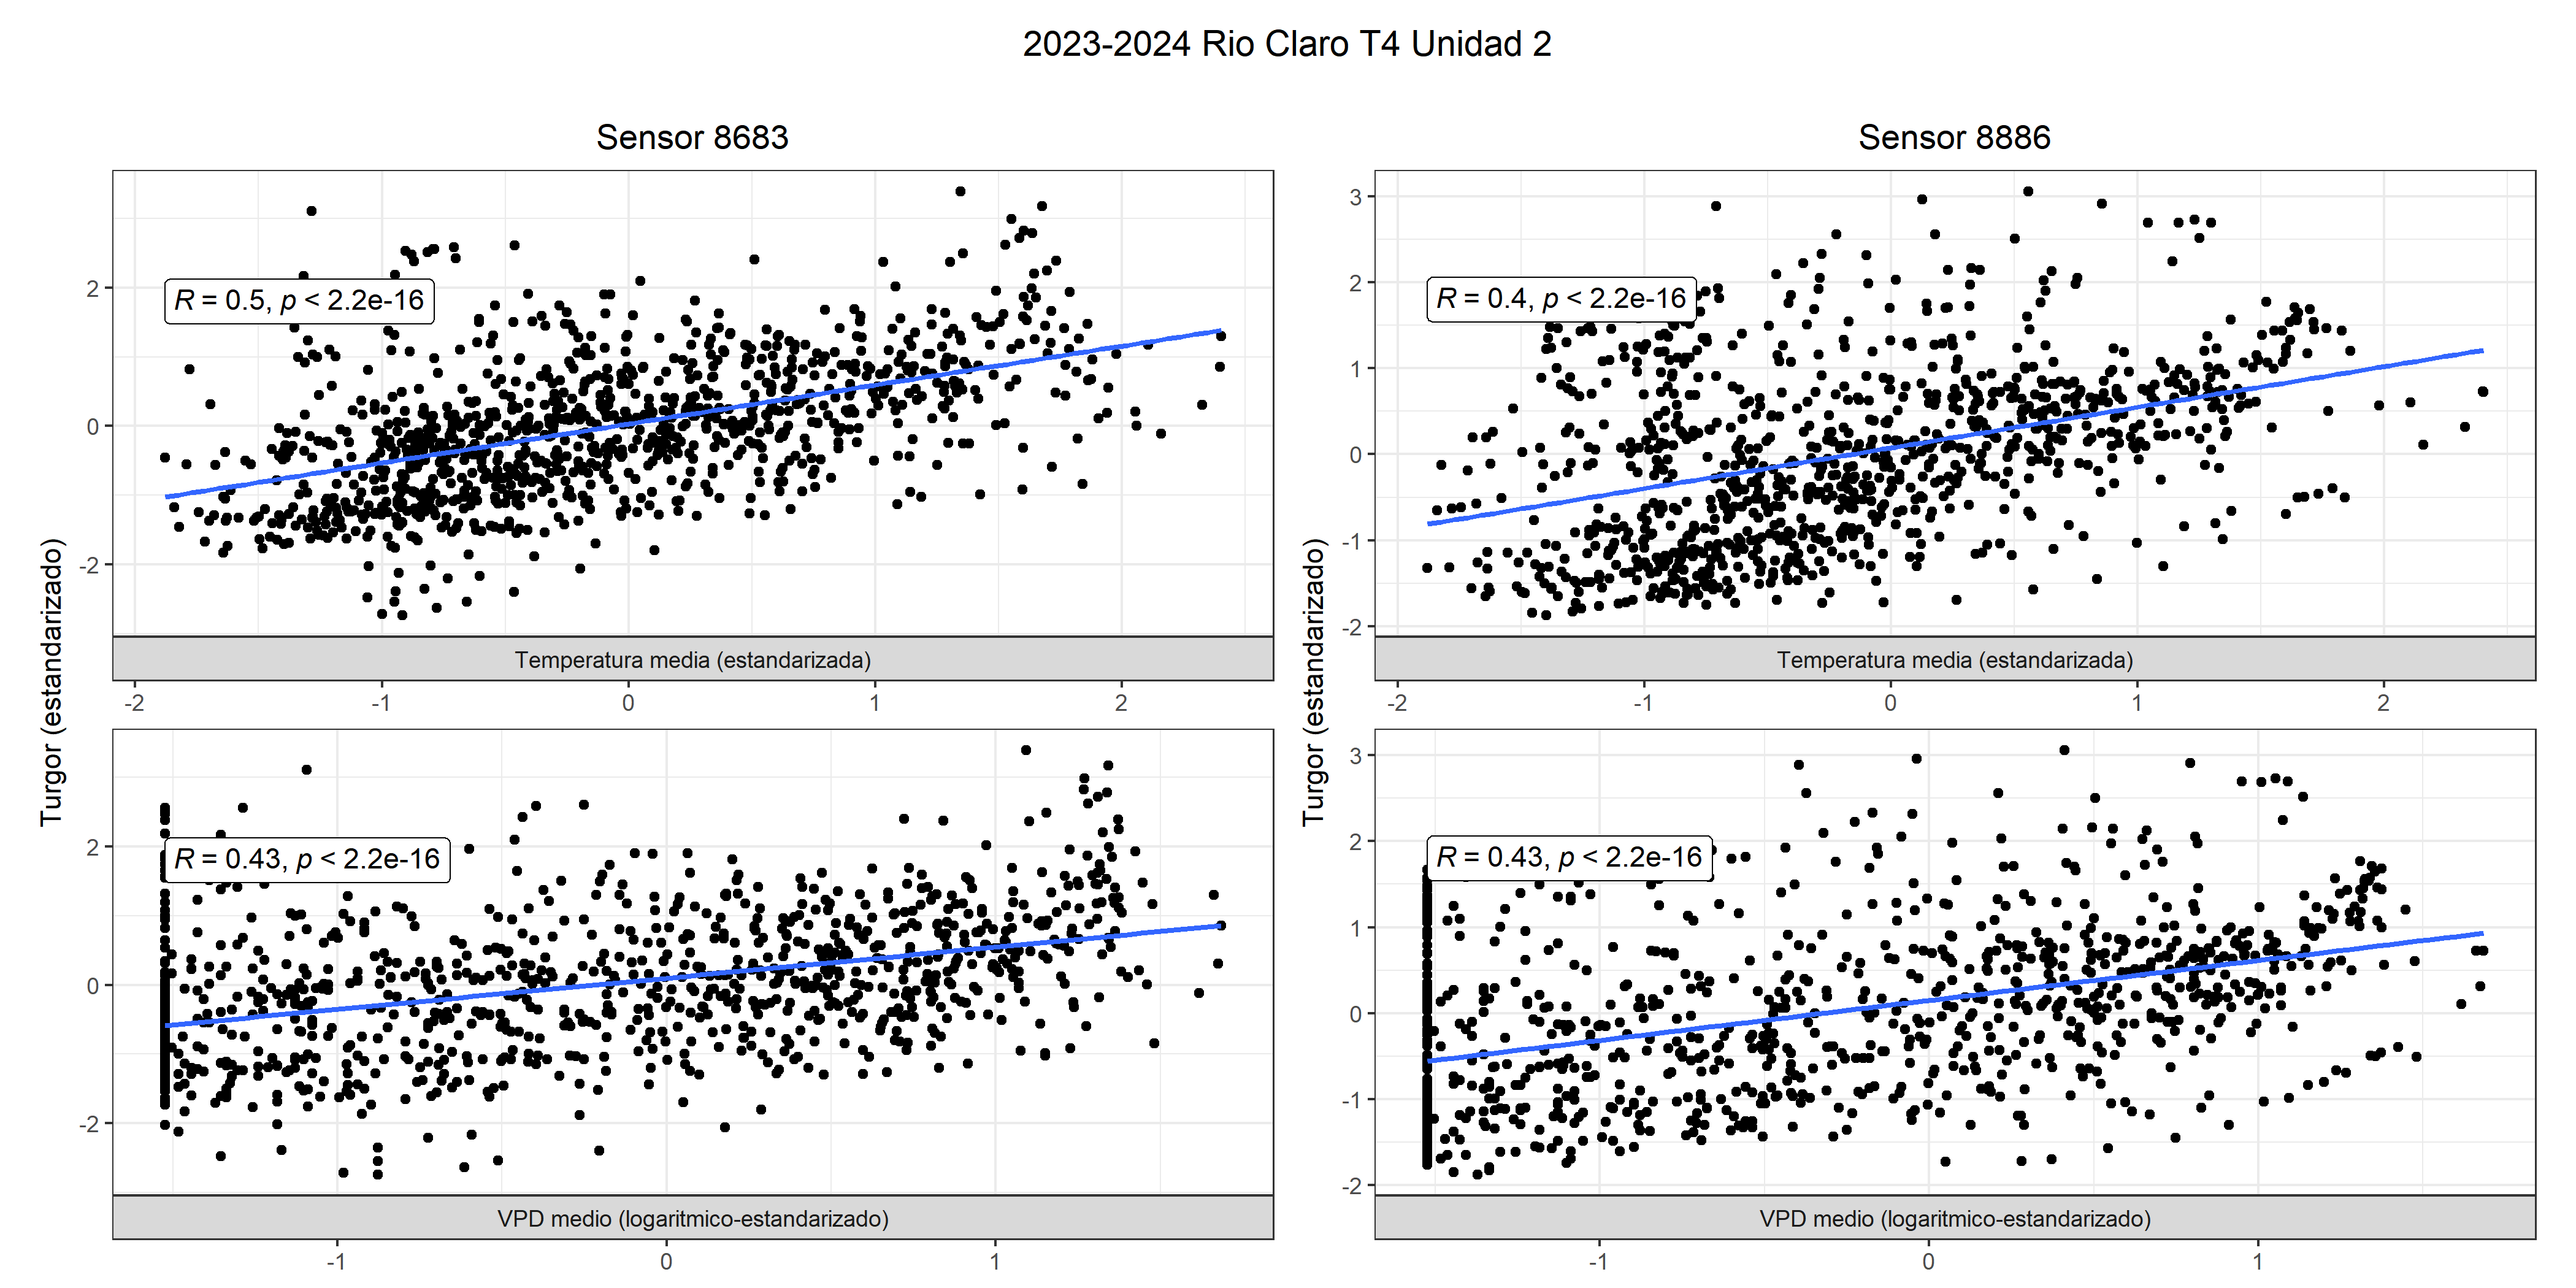 2023-2024 Rio Claro T4 Unidad 2
Sensor 8683
Sensor 8886
Turgor (estandarizado)
2
0
-2
R = 0.5, p < 2.2e-16
Temperatura media (estandarizada)
-2 -1 0 1 2
2
0
-2
R = 0.43, p < 2.2e-16
VPD medio (logaritmico-estandarizado)
-1 0 1
Turgor (estandarizado)
3
2
1
0
-1
-2
R = 0.4, p < 2.2e-16
Temperatura media (estandarizada)
-2 -1 0 1 2
3
2
1
0
-1
-2
R = 0.43, p < 2.2e-16
VPD medio (logaritmico-estandarizado)
-1 0 1